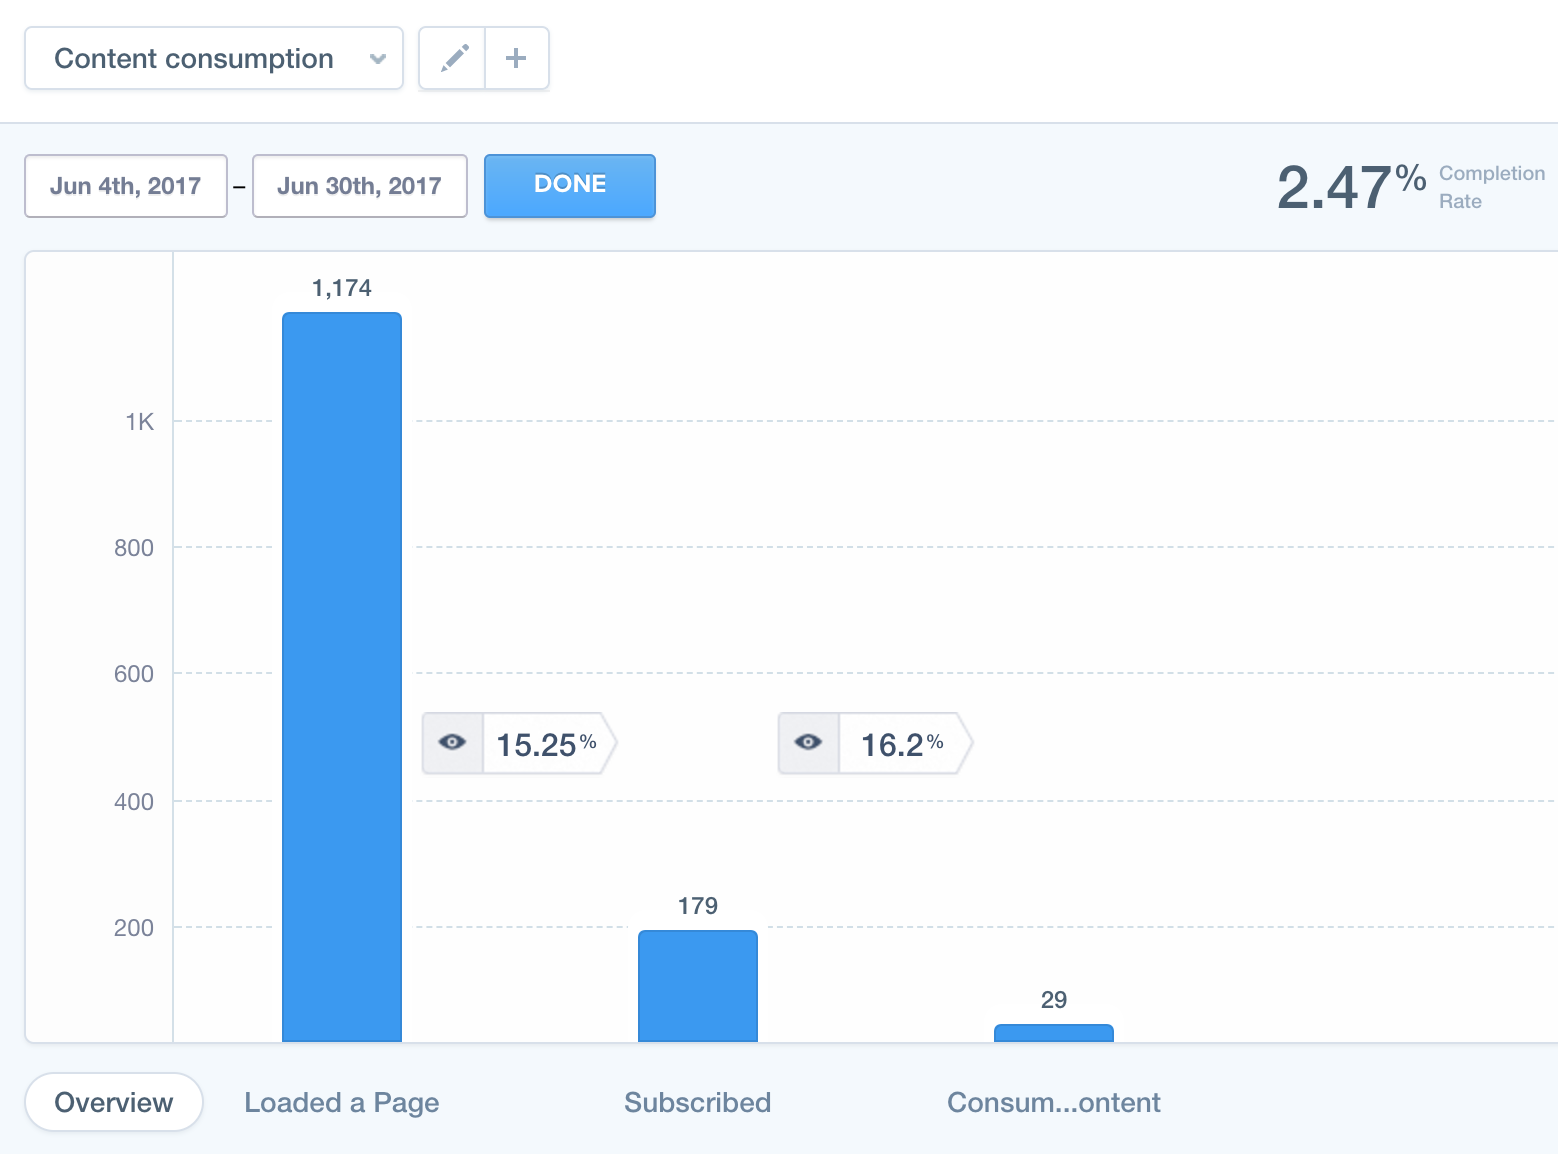 Content consumption
Jun 4th, 2017 – Jun 30th, 2017 DONE
2.47% Completion Rate
1,174
1K
800
600
15.25% 16.2%
400
179
200
29
Overview Loaded a Page Subscribed Consum...ontent